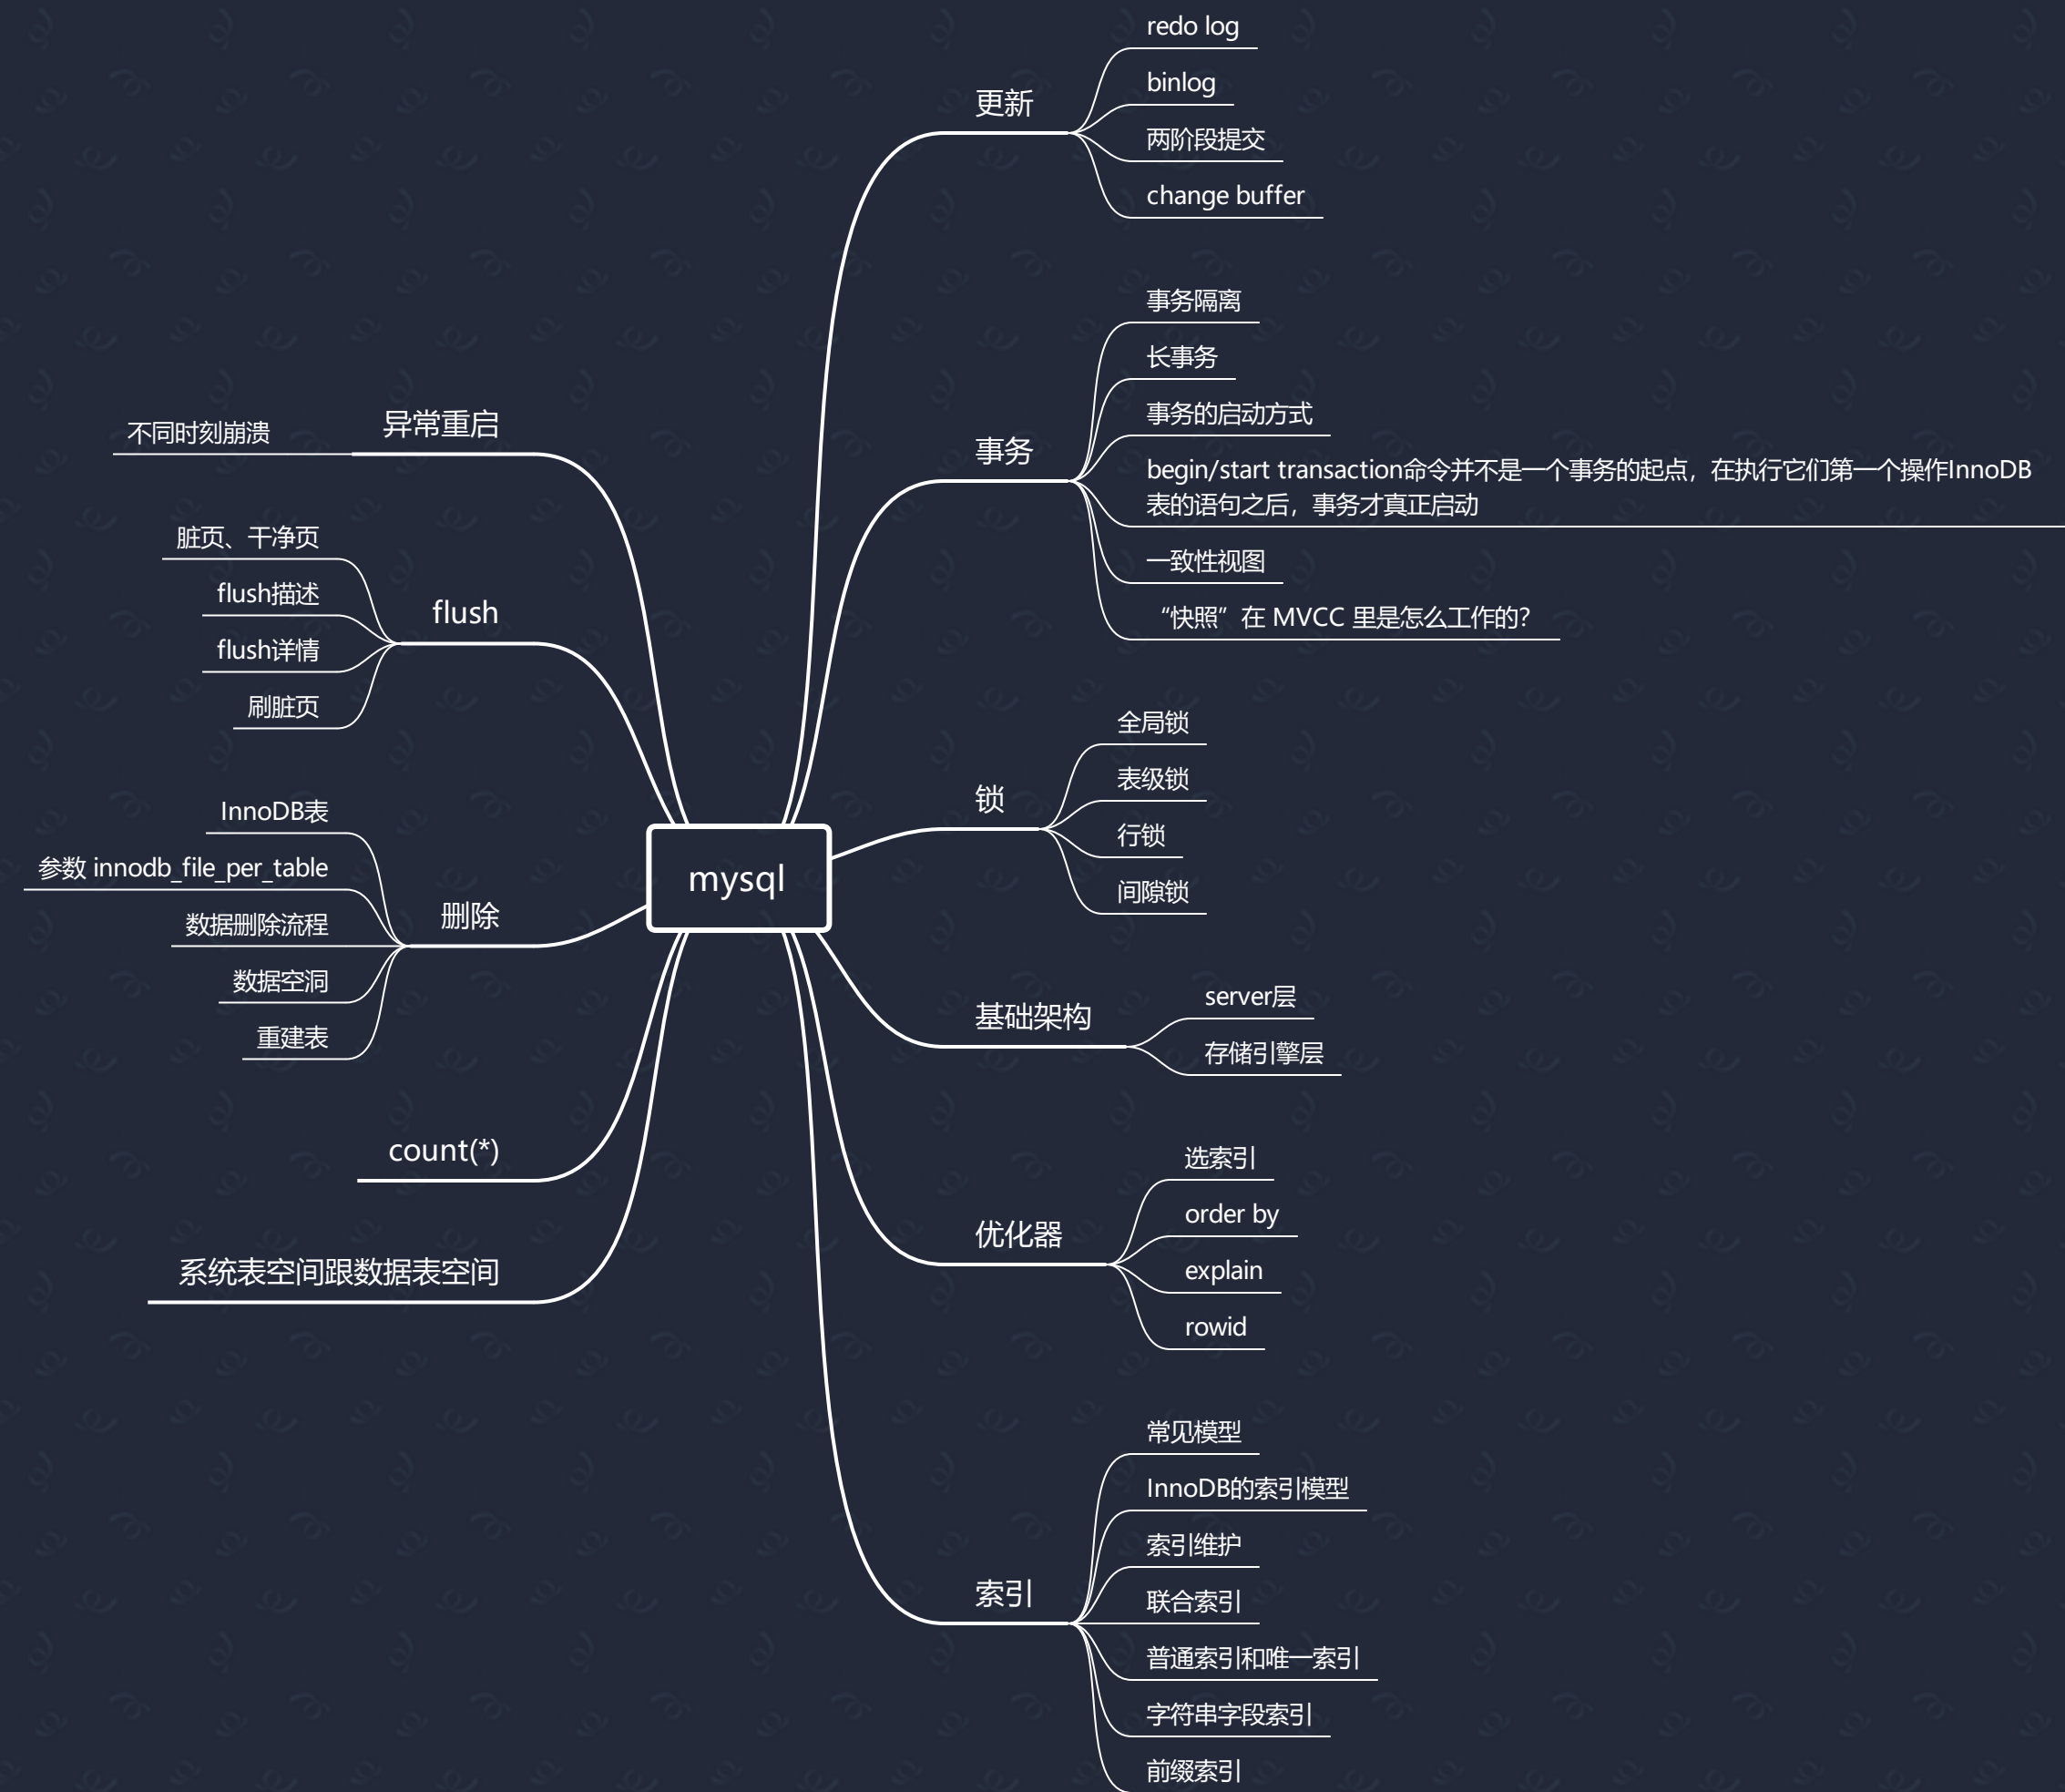 mysql
更新
redo log
binlog
两阶段提交
change buffer
事务
事务隔离
长事务
事务的启动方式
begin/start transaction命令并不是一个事务的起点，在执行它们第一个操作InnoDB
表的语句之后，事务才真正启动
一致性视图
“快照”在 MVCC 里是怎么工作的？
锁
全局锁
表级锁
行锁
间隙锁
基础架构
server层
存储引擎层
优化器
选索引
order by
explain
rowid
索引
常见模型
InnoDB的索引模型
索引维护
联合索引
普通索引和唯一索引
字符串字段索引
前缀索引
异常重启
不同时刻崩溃
flush
脏页、干净页
flush描述
flush详情
刷脏页
删除
InnoDB表
参数 innodb_file_per_table
数据删除流程
数据空洞
重建表
count(*)
系统表空间跟数据表空间